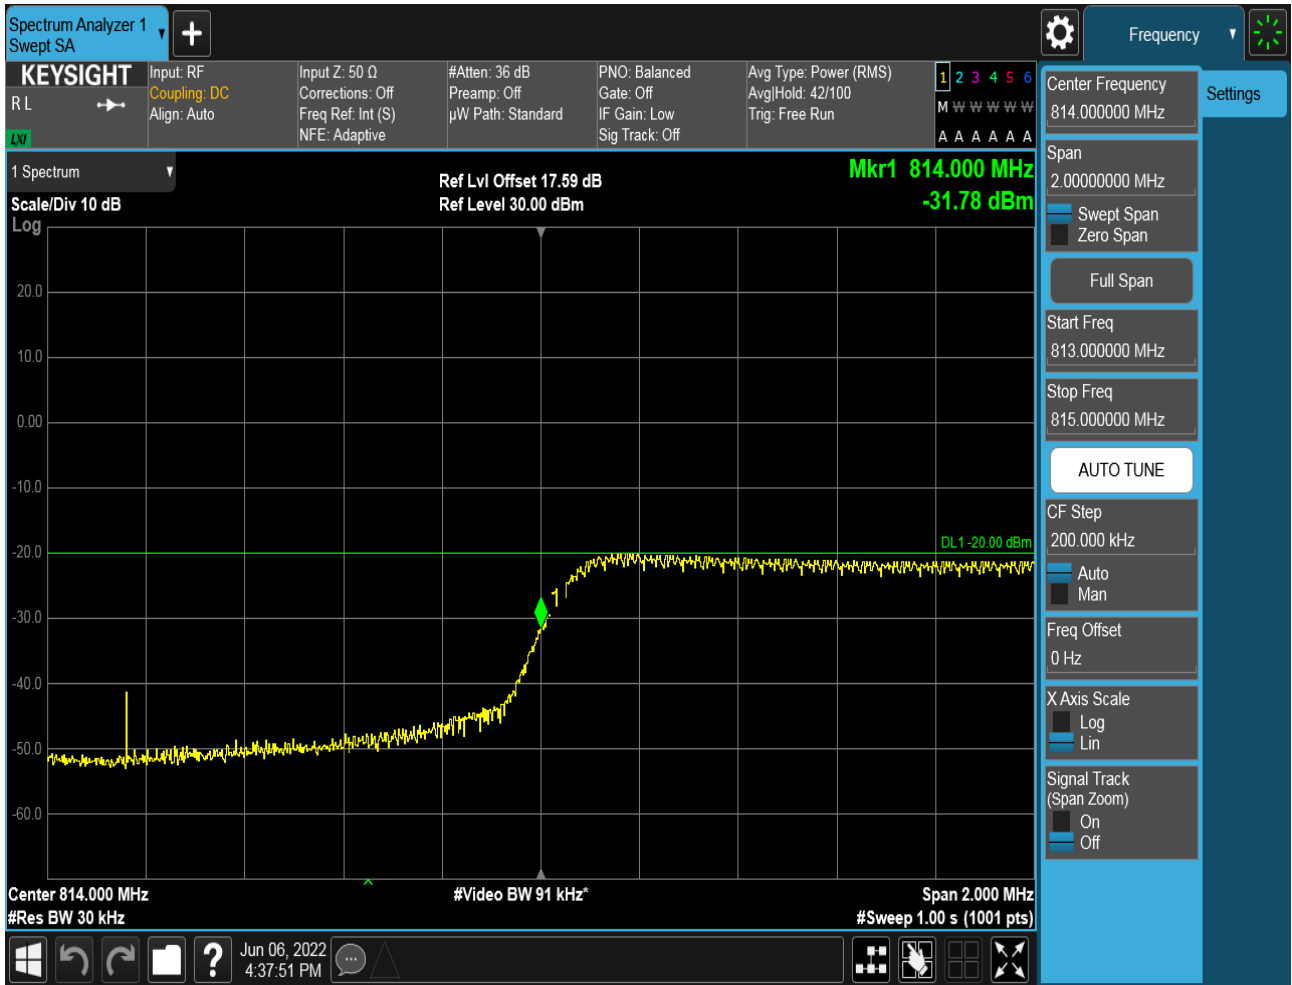 Spectrum Analyzer 1
Swept SA
Frequency
KEYSIGHT
R L
LXI
Input: RF
Coupling: DC
Align: Auto
Input Z: 50 Ω
Corrections: Off
Freq Ref: Int (S)
NFE: Adaptive
#Atten: 36 dB
Preamp: Off
µW Path: Standard
PNO: Balanced
Gate: Off
IF Gain: Low
Sig Track: Off
Avg Type: Power (RMS)
Avg|Hold: 42/100
Trig: Free Run
1 2 3 4 5 6
M W W W W W
A A A A A A
1 Spectrum
Scale/Div 10 dB
Log
Ref Lvl Offset 17.59 dB
Ref Level 30.00 dBm
Mkr1 814.000 MHz
-31.78 dBm
20.0
10.0
0.00
-10.0
-20.0
-30.0
-40.0
-50.0
-60.0
DL1 -20.00 dBm
1
Center 814.000 MHz
#Res BW 30 kHz
#Video BW 91 kHz*
Span 2.000 MHz
#Sweep 1.00 s (1001 pts)
Center Frequency
814.000000 MHz
Settings
Span
2.00000000 MHz
Swept Span
Zero Span
Full Span
Start Freq
813.000000 MHz
Stop Freq
815.000000 MHz
AUTO TUNE
CF Step
200.000 kHz
Auto
Man
Freq Offset
0 Hz
X Axis Scale
Log
Lin
Signal Track
(Span Zoom)
On
Off
?
Jun 06, 2022
4:37:51 PM